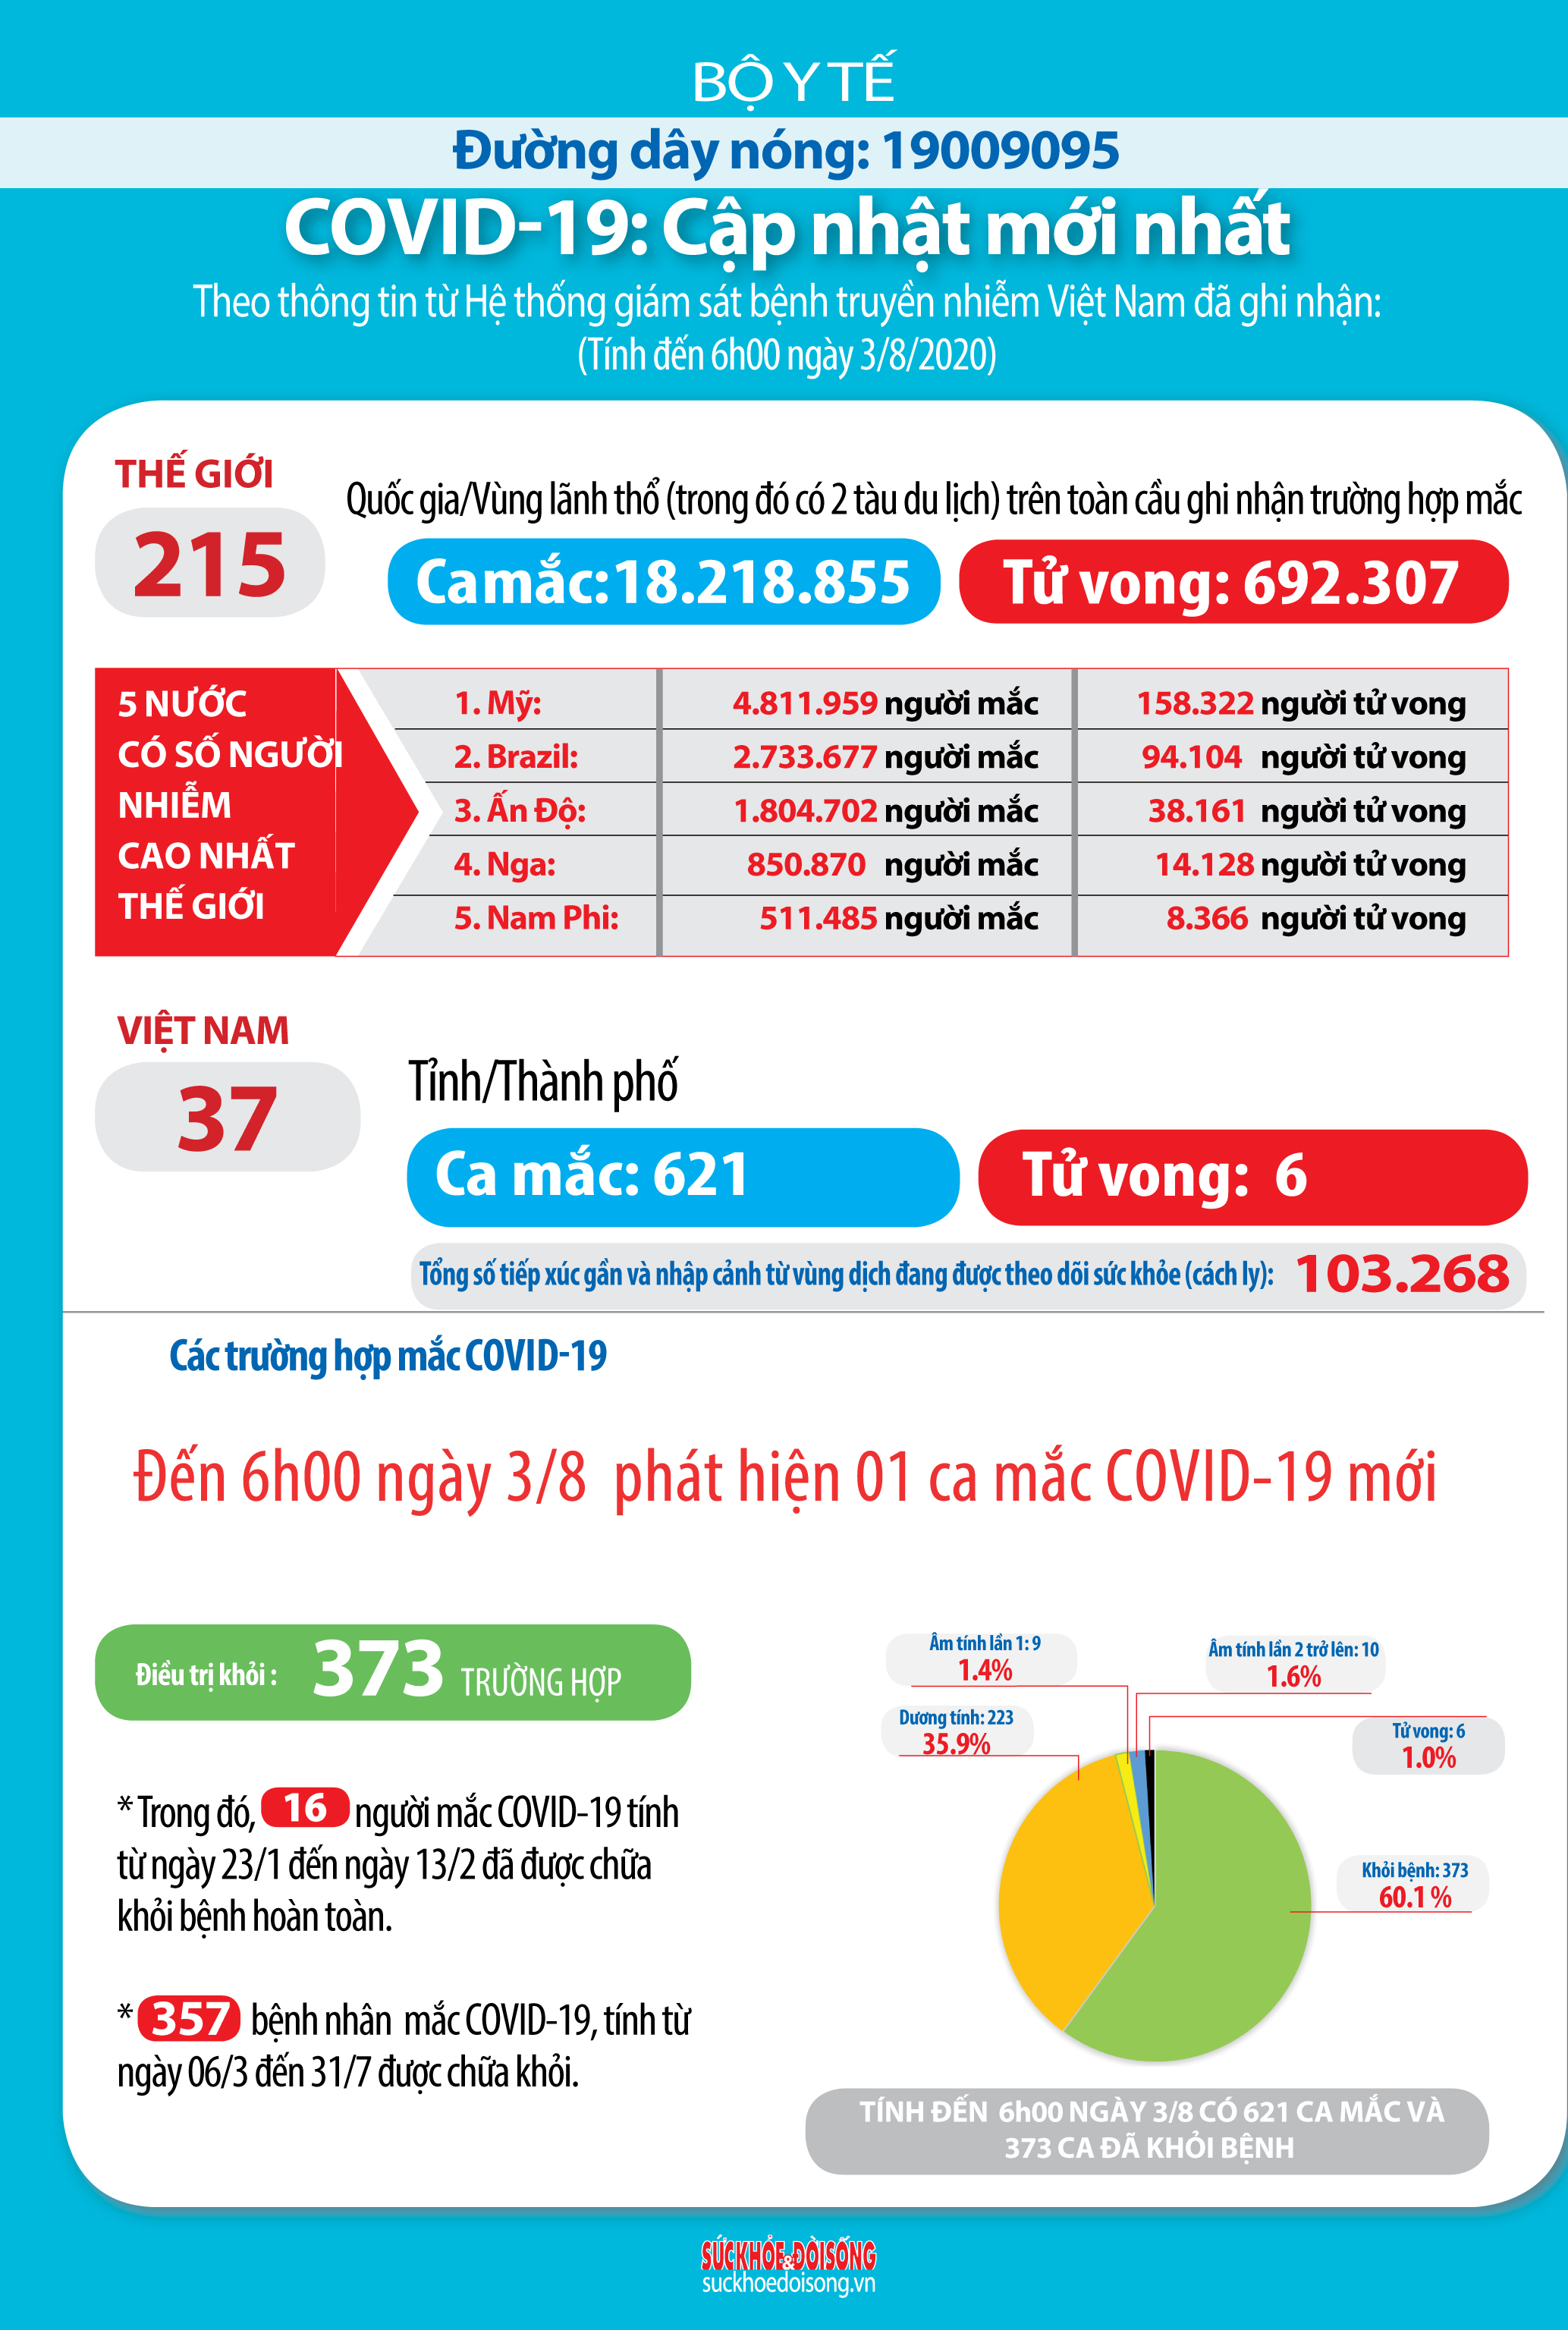 BỘ Y TẾ
Đường dây nóng: 19009095
COVID-19: Cập nhật mới nhất
Theo thông tin từ Hệ thống giám sát bệnh truyền nhiễm Việt Nam đã ghi nhận:
(Tính đến 6h00 ngày 3/8/2020)
THẾ GIỚI
215
Quốc gia/Vùng lãnh thổ (trong đó có 2 tàu du lịch) trên toàn cầu ghi nhận trường hợp mắc
Ca mắc: 18.218.855
Tử vong: 692.307
5 NƯỚC
CÓ SỐ NGƯỜI
NHIỄM
CAO NHẤT
THẾ GIỚI
1. Mỹ: 4.811.959 người mắc 158.322 người tử vong
2. Brazil: 2.733.677 người mắc 94.104 người tử vong
3. Ấn Độ: 1.804.702 người mắc 38.161 người tử vong
4. Nga: 850.870 người mắc 14.128 người tử vong
5. Nam Phi: 511.485 người mắc 8.366 người tử vong
VIỆT NAM
37
Tỉnh/Thành phố
Ca mắc: 621
Tử vong: 6
Tổng số tiếp xúc gần và nhập cảnh từ vùng dịch đang được theo dõi sức khỏe (cách ly): 103.268
Các trường hợp mắc COVID-19
Đến 6h00 ngày 3/8 phát hiện 01 ca mắc COVID-19 mới
Điều trị khỏi : 373 TRƯỜNG HỢP
* Trong đó, 16 người mắc COVID-19 tính
từ ngày 23/1 đến ngày 13/2 đã được chữa
khỏi bệnh hoàn toàn.
* 357 bệnh nhân mắc COVID-19, tính từ
ngày 06/3 đến 31/7 được chữa khỏi.
Âm tính lần 1: 9
1.4%
Âm tính lần 2 trở lên: 10
1.6%
Dương tính: 223
35.9%
Tử vong: 6
1.0%
Khỏi bệnh: 373
60.1 %
TÍNH ĐẾN 6h00 NGÀY 3/8 CÓ 621 CA MẮC VÀ
373 CA ĐÃ KHỎI BỆNH
SỨC KHỎE & ĐỜI SỐNG
suckhoedoisong.vn